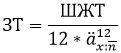 ЗТ = ШЖТ / (12 * ä^{12}_{x:n̅|})